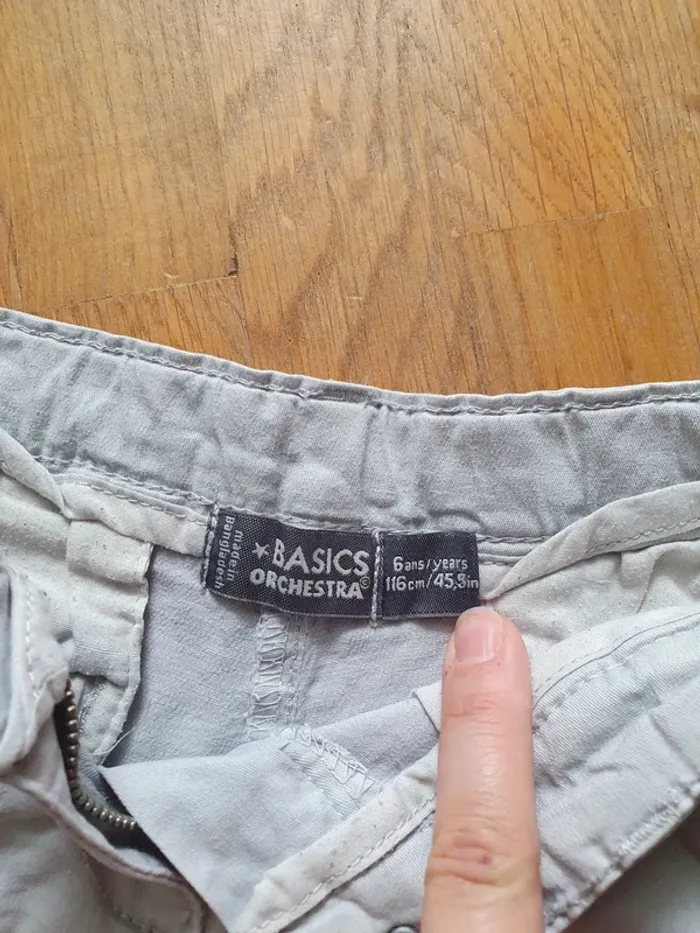 made in
Bangladesh
★BASICS
ORCHESTRA©
6ans/years
116cm/45,5in